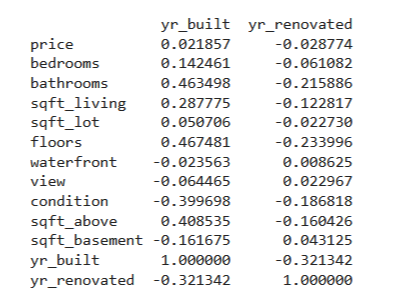 yr_built yr_renovated
price 0.021857 -0.028774
bedrooms 0.142461 -0.061082
bathrooms 0.463498 -0.215886
sqft_living 0.287775 -0.122817
sqft_lot 0.050706 -0.022730
floors 0.467481 -0.233996
waterfront -0.023563 0.008625
view -0.064465 0.022967
condition -0.399698 -0.186818
sqft_above 0.408535 -0.160426
sqft_basement -0.161675 0.043125
yr_built 1.000000 -0.321342
yr_renovated -0.321342 1.000000